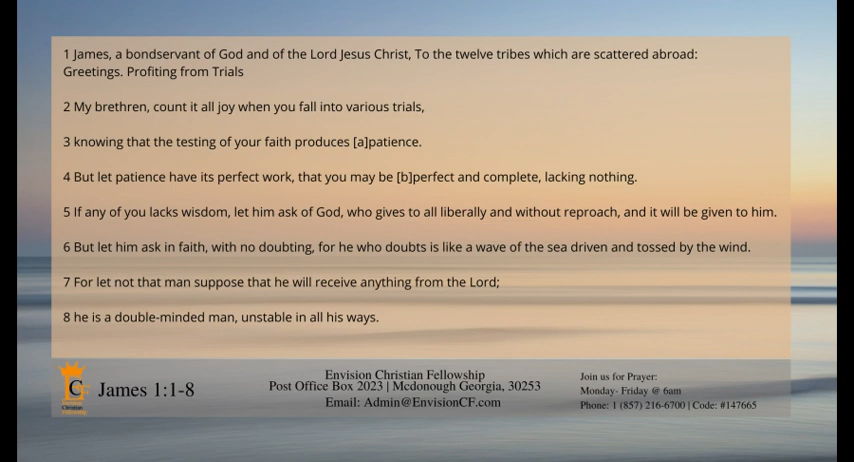 1 James, a bondservant of God and of the Lord Jesus Christ, To the twelve tribes which are scattered abroad:
Greetings. Profiting from Trials
2 My brethren, count it all joy when you fall into various trials,
3 knowing that the testing of your faith produces [a]patience.
4 But let patience have its perfect work, that you may be [b]perfect and complete, lacking nothing.
5 If any of you lacks wisdom, let him ask of God, who gives to all liberally and without reproach, and it will be given to him.
6 But let him ask in faith, with no doubting, for he who doubts is like a wave of the sea driven and tossed by the wind.
7 For let not that man suppose that he will receive anything from the Lord;
8 he is a double-minded man, unstable in all his ways.
Christian
James 1:1-8
Envision Christian Fellowship
Post Office Box 2023 | Mcdonough Georgia, 30253
Email: Admin@EnvisionCF.com
Join us for Prayer:
Monday- Friday @ 6am
Phone: 1 (857) 216-6700 | Code: #147665